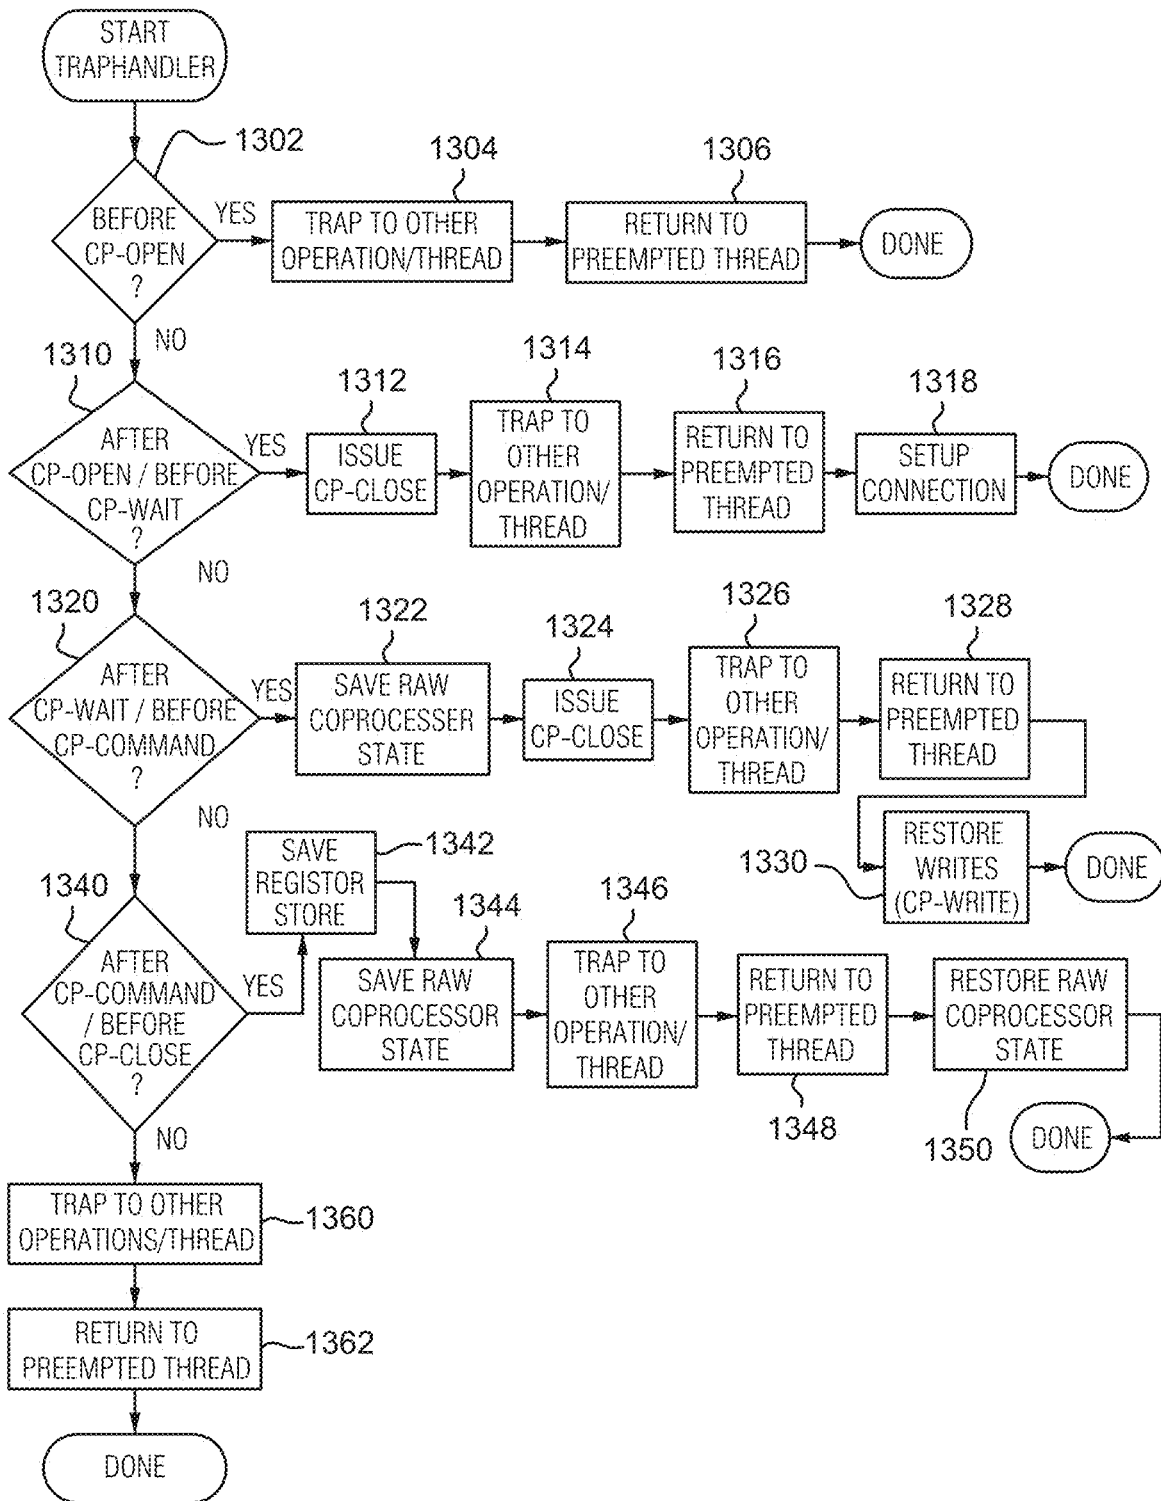 START
TRAPHANDLER
1302
BEFORE
CP-OPEN
?
YES
1304
TRAP TO OTHER
OPERATION/THREAD
1306
RETURN TO
PREEMPTED THREAD
DONE
NO
1310
AFTER
CP-OPEN / BEFORE
CP-WAIT
?
YES
1312
ISSUE
CP-CLOSE
1314
TRAP TO
OTHER
OPERATION/
THREAD
1316
RETURN TO
PREEMPTED
THREAD
1318
SETUP
CONNECTION
DONE
NO
1320
AFTER
CP-WAIT / BEFORE
CP-COMMAND
?
YES
1322
SAVE RAW
COPROCESSER
STATE
1324
ISSUE
CP-CLOSE
1326
TRAP TO
OTHER
OPERATION/
THREAD
1328
RETURN TO
PREEMPTED
THREAD
1330
RESTORE
WRITES
(CP-WRITE)
DONE
NO
1340
AFTER
CP-COMMAND
/ BEFORE
CP-CLOSE
?
YES
1342
SAVE
REGISTOR
STORE
1344
SAVE RAW
COPROCESSOR
STATE
1346
TRAP TO
OTHER
OPERATION/
THREAD
RETURN TO
PREEMPTED
THREAD
1348
RESTORE RAW
COPROCESSOR
STATE
1350
DONE
NO
TRAP TO OTHER
OPERATIONS/THREAD
1360
RETURN TO
PREEMPTED THREAD
1362
DONE